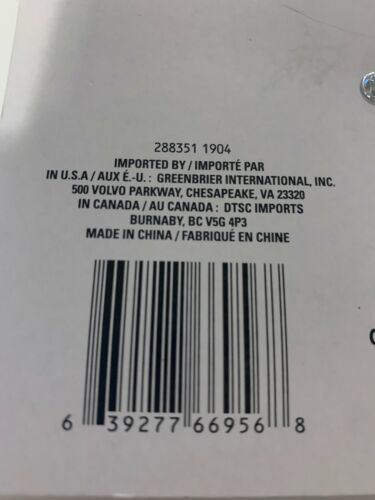 288351 1904
IMPORTED BY / IMPORTÉ PAR
IN U.S.A / AUX É.-U. : GREENBRIER INTERNATIONAL, INC.
500 VOLVO PARKWAY, CHESAPEAKE, VA 23320
IN CANADA / AU CANADA : DTSC IMPORTS
BURNABY, BC V5G 4P3
MADE IN CHINA / FABRIQUÉ EN CHINE
6 39277 66956 8